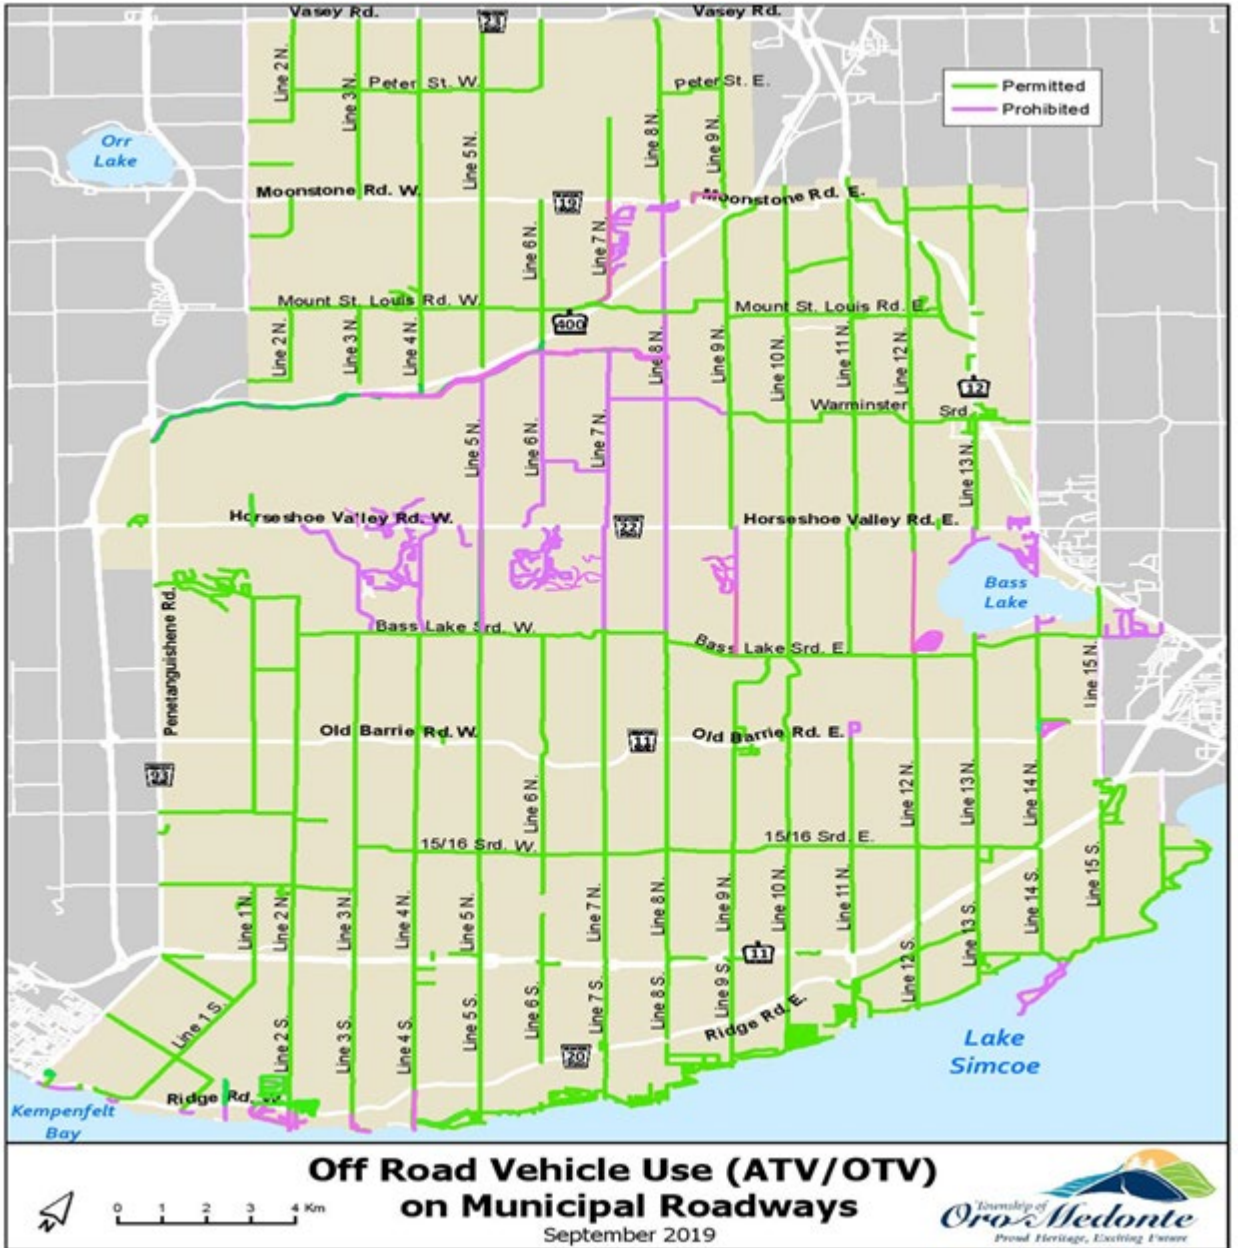 Vasey Rd.
23
Vasey Rd.
Line 2 N.
Line 3 N.
Peter St. W.
Peter St. E.
Permitted
Prohibited
Orr
Lake
Line 5 N.
Line 8 N.
Line 9 N.
Moonstone Rd. W.
19
Moonstone Rd. E.
Line 6 N.
Line 7 N.
Mount St. Louis Rd. W.
Mount St. Louis Rd. E.
400
Line 2 N.
Line 3 N.
Line 4 N.
Line 8 N.
Line 9 N.
Line 10 N.
Line 11 N.
Line 12 N.
12
Warminster Srd.
Line 5 N.
Line 6 N.
Line 7 N.
Line 13 N.
Horseshoe Valley Rd. W.
22
Horseshoe Valley Rd. E.
Bass
Lake
Penetanguishene Rd.
Bass Lake Srd. W.
Bass Lake Srd. E.
Line 15 N.
Old Barrie Rd. W.
11
Old Barrie Rd. E.
23
Line 6 N.
Line 12 N.
Line 13 N.
Line 14 N.
15/16 Srd. W.
15/16 Srd. E.
Line 1 N.
Line 2 N.
Line 3 N.
Line 4 N.
Line 5 N.
Line 7 N.
Line 8 N.
Line 9 N.
Line 10 N.
Line 11 N.
Line 14 S.
Line 15 S.
11
Line 12 S.
Line 13 S.
Line 1 S.
Line 2 S.
Line 3 S.
Line 4 S.
Line 5 S.
Line 6 S.
Line 7 S.
Line 8 S.
Line 9 S.
Ridge Rd. E.
20
Lake
Simcoe
Ridge Rd. W.
Kempenfelt
Bay
Off Road Vehicle Use (ATV/OTV)
on Municipal Roadways
September 2019
N
0 1 2 3 4 Km
Township of
Oro-Medonte
Proud Heritage, Exciting Future